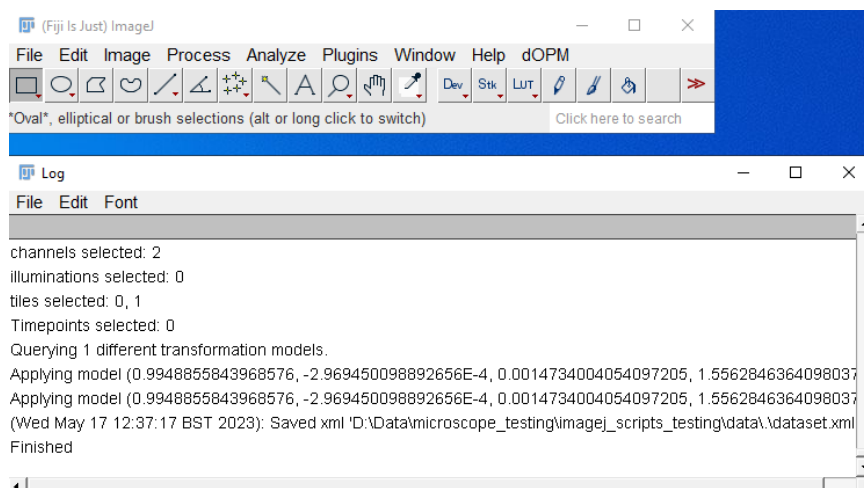 (Fiji Is Just) ImageJ
File Edit Image Process Analyze Plugins Window Help dOPM
A Dev Stk LUT
*Oval*, elliptical or brush selections (alt or long click to switch) Click here to search
Log
File Edit Font
channels selected: 2
illuminations selected: 0
tiles selected: 0, 1
Timepoints selected: 0
Querying 1 different transformation models.
Applying model (0.9948855843968576, -2.969450098892656E-4, 0.0014734004054097205, 1.5562846364098037
Applying model (0.9948855843968576, -2.969450098892656E-4, 0.0014734004054097205, 1.5562846364098037
(Wed May 17 12:37:17 BST 2023): Saved xml 'D:\Data\microscope_testing\imagej_scripts_testing\data\.\dataset.xml
Finished